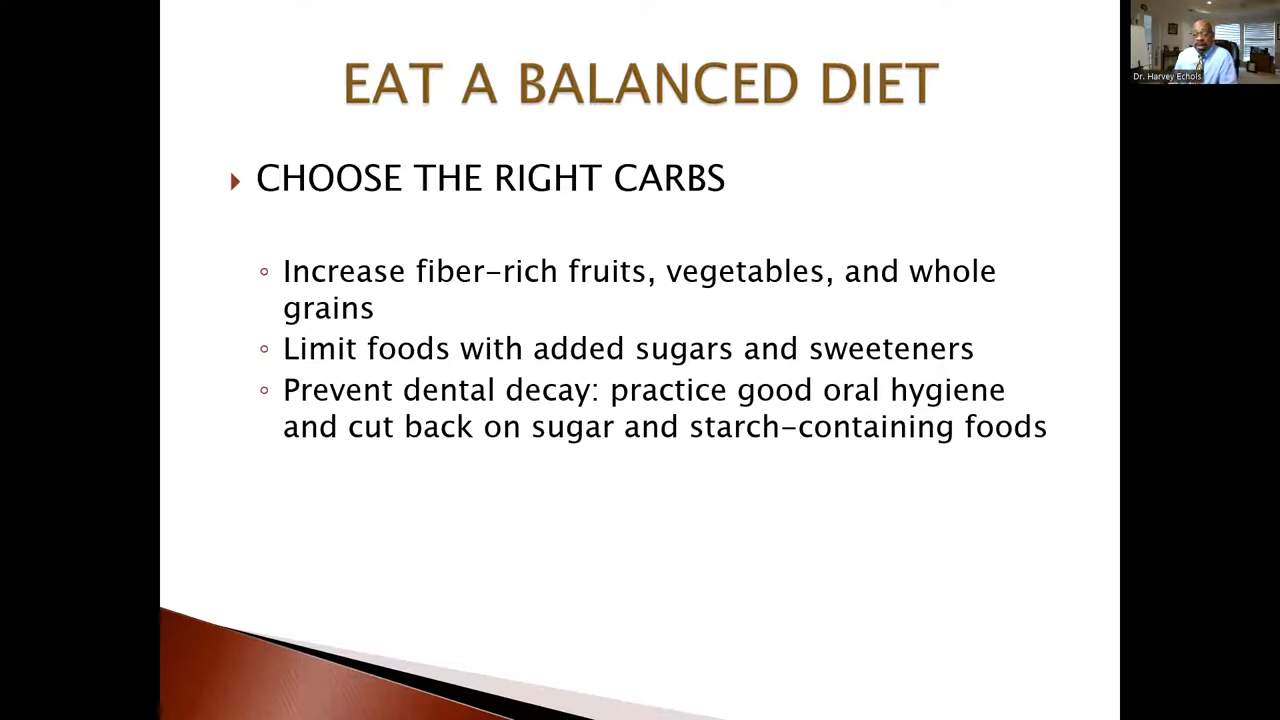 EAT A BALANCED DIET
CHOOSE THE RIGHT CARBS
Increase fiber-rich fruits, vegetables, and whole
grains
Limit foods with added sugars and sweeteners
Prevent dental decay: practice good oral hygiene
and cut back on sugar and starch-containing foods
Dr. Harvey Echols